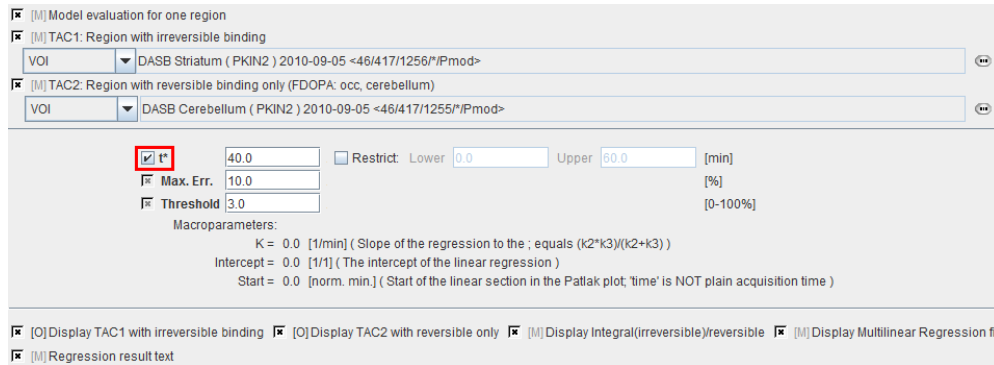 [M] Model evaluation for one region
[M] TAC1: Region with irreversible binding
VOI DASB Striatum ( PKIN2 ) 2010-09-05 <46/417/1256/*/Pmod>
[M] TAC2: Region with reversible binding only (FDOPA: occ, cerebellum)
VOI DASB Cerebellum ( PKIN2 ) 2010-09-05 <46/417/1255/*/Pmod>
t* 40.0 Restrict: Lower 0.0 Upper 60.0 [min]
Max. Err. 10.0 [%]
Threshold 3.0 [0-100%]
Macroparameters:
K = 0.0 [1/min] ( Slope of the regression to the ; equals (k2*k3)/(k2+k3) )
Intercept = 0.0 [1/1] ( The intercept of the linear regression )
Start = 0.0 [norm. min.] ( Start of the linear section in the Patlak plot; 'time' is NOT plain acquisition time )
[O] Display TAC1 with irreversible binding [O] Display TAC2 with reversible only [M] Display Integral(irreversible)/reversible [M] Display Multilinear Regression
[M] Regression result text